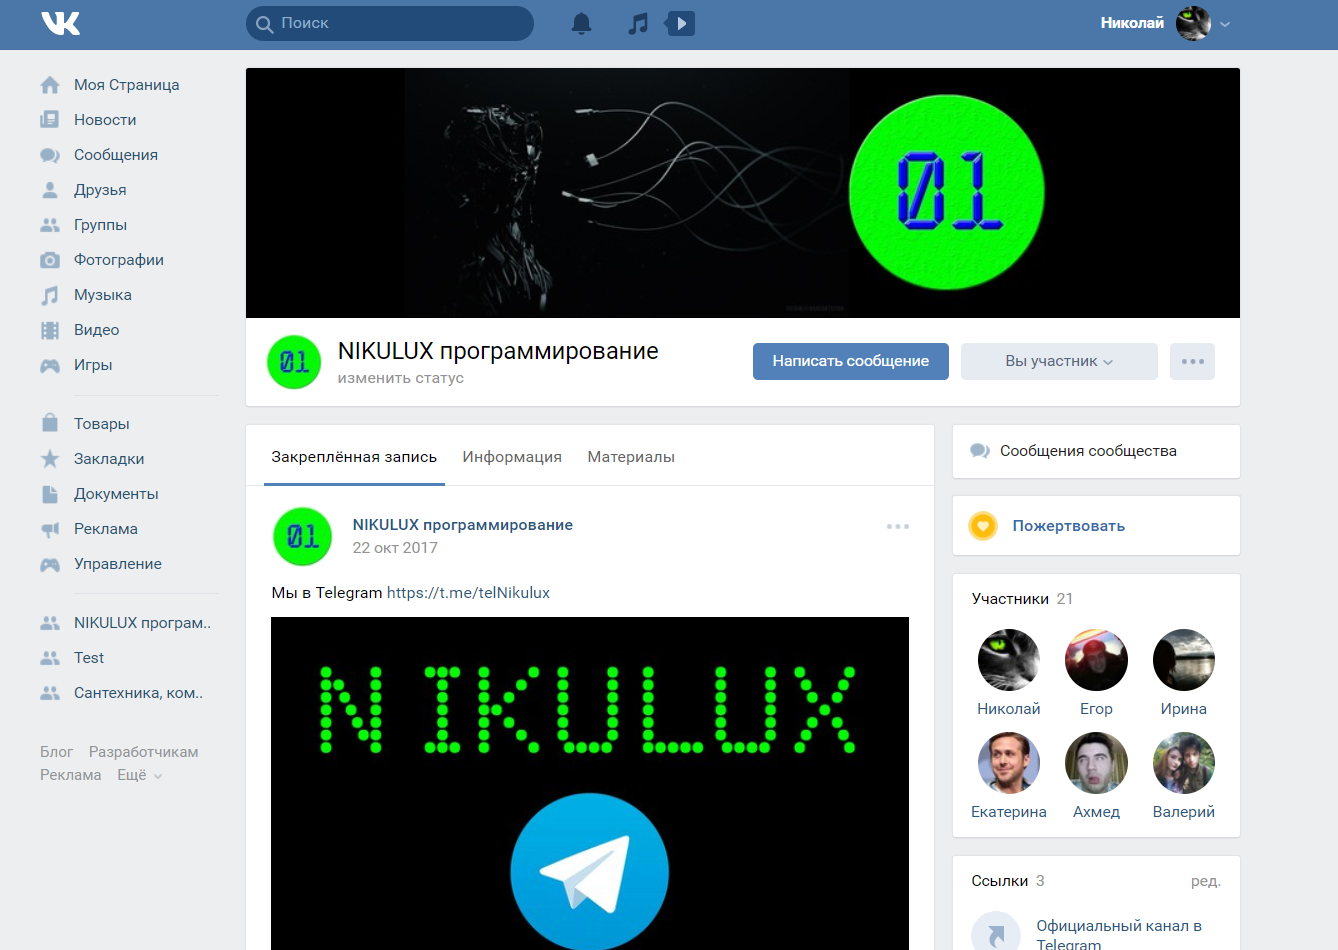 Поиск
Николай
Моя Страница
Новости
Сообщения
Друзья
Группы
Фотографии
Музыка
Видео
Игры
Товары
Закладки
Документы
Реклама
Управление
NIKULUX програм..
Test
Сантехника, ком..
Блог Разработчикам
Реклама Ещё
01
01
NIKULUX программирование
изменить статус
Написать сообщение
Вы участник
Закреплённая запись Информация Материалы
01
NIKULUX программирование
22 окт 2017
Мы в Telegram https://t.me/telNikulux
NIKULUX
Сообщения сообщества
Пожертвовать
Участники 21
Николай Егор Ирина
Екатерина Ахмед Валерий
Ссылки 3 ред.
Официальный канал в
Telegram